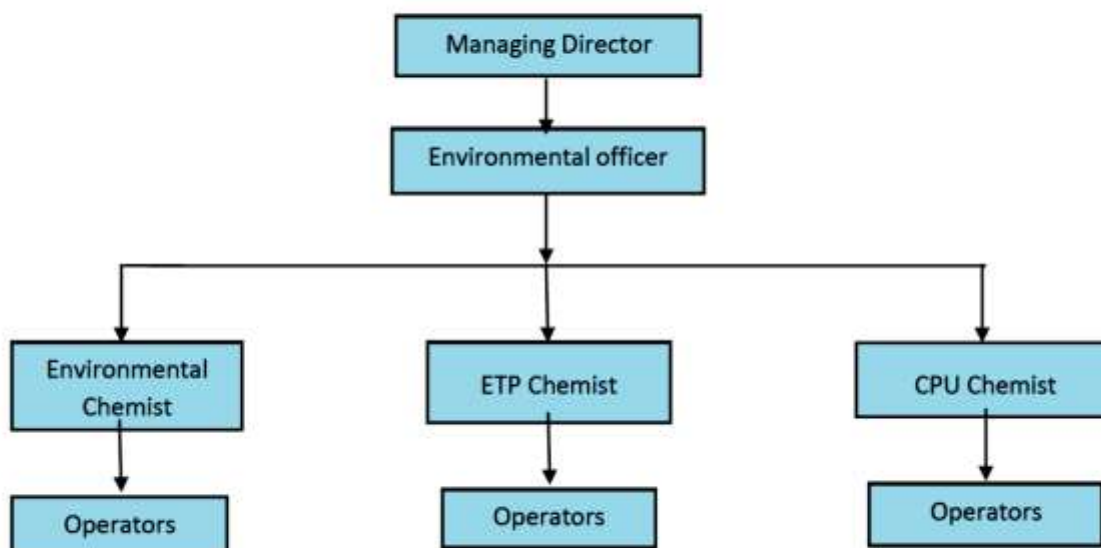 Managing Director
Environmental officer
Environmental
Chemist
ETP Chemist
CPU Chemist
Operators
Operators
Operators